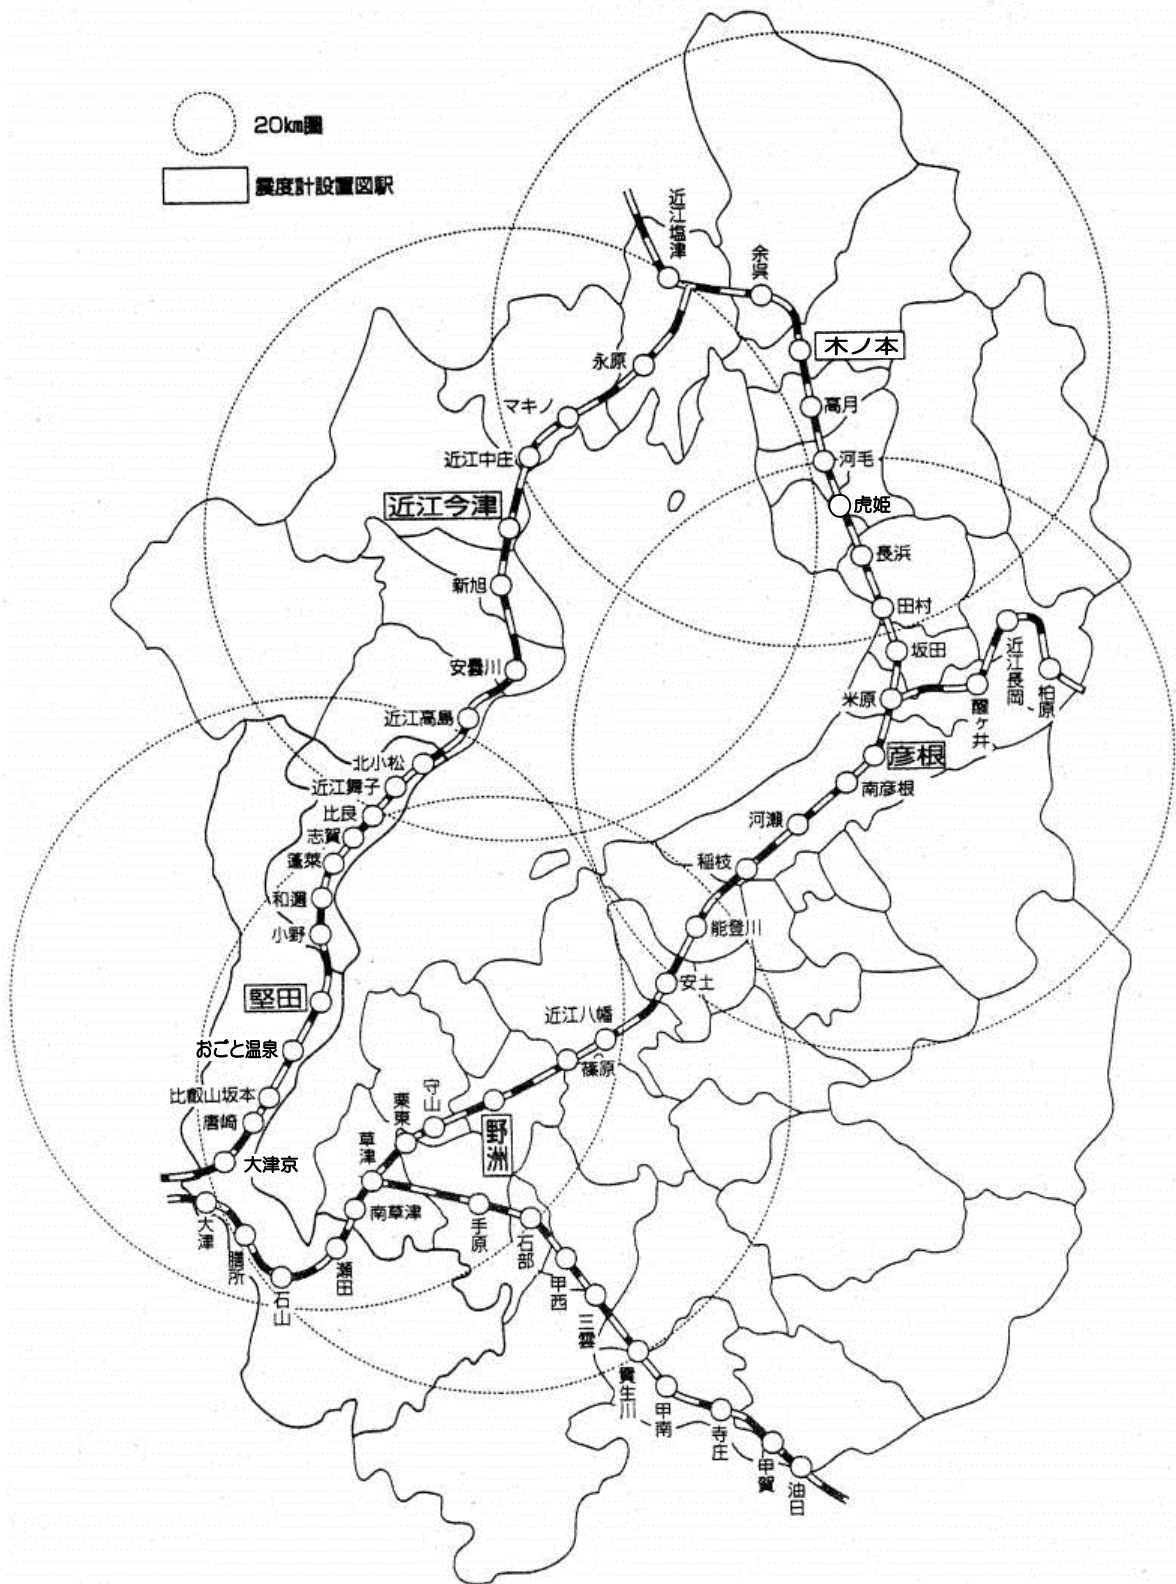 20km圏
震度計設置図駅
近江塩津
余呉
木ノ本
永原
マキノ
高月
近江中庄
河毛
近江今津
虎姫
長浜
新旭
田村
坂田
近江長岡
柏原
安曇川
米原
醒ヶ井
近江高島
彦根
北小松
近江舞子
南彦根
比良
河瀬
志賀
蓬莱
稲枝
和邇
小野
能登川
堅田
安土
近江八幡
おごと温泉
篠原
比叡山坂本
守山
栗東
唐崎
野洲
草津
大津京
大津
南草津
手原
石部
膳所
瀬田
石山
甲西
三雲
貴生川
甲南
寺庄
甲賀
油日